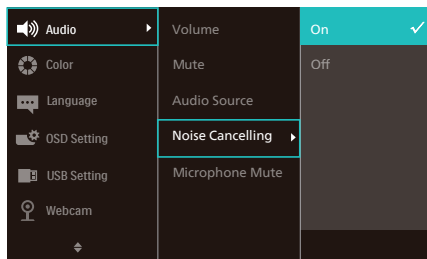 Audio
Color
Language
OSD Setting
USB Setting
Webcam
Volume
Mute
Audio Source
Noise Cancelling
Microphone Mute
On
Off